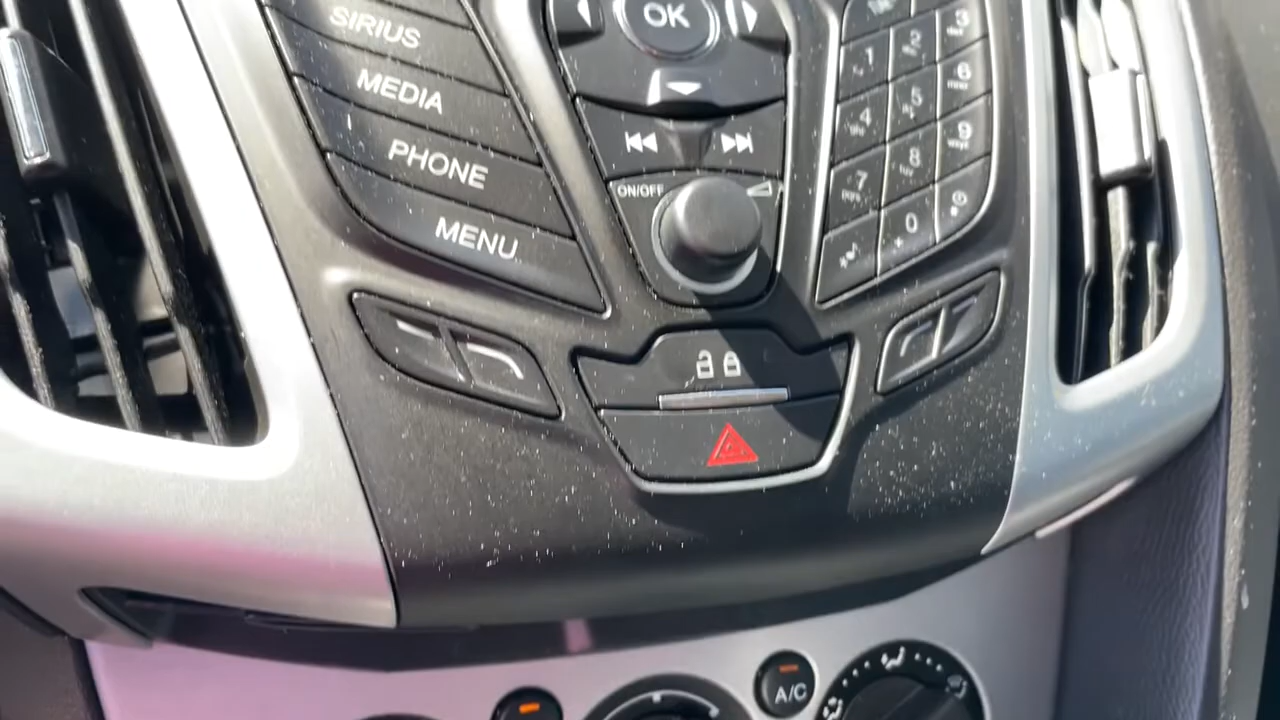 SIRIUS
OK
MEDIA
PHONE
MENU
ON/OFF
3
1 2
6
4 5
9
7 8
0
A/C